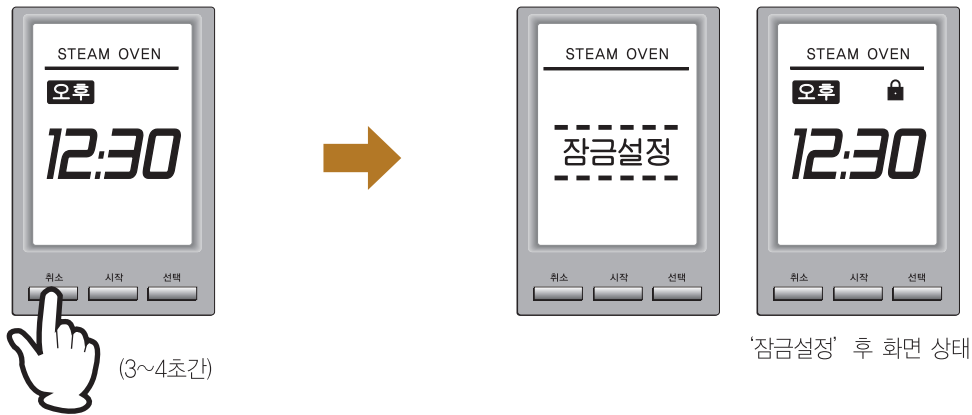 STEAM OVEN
오후
12:30
취소 시작 선택
(3~4초간)
STEAM OVEN
잠금설정
취소 시작 선택
STEAM OVEN
오후
12:30
취소 시작 선택
‘잠금설정’ 후 화면 상태